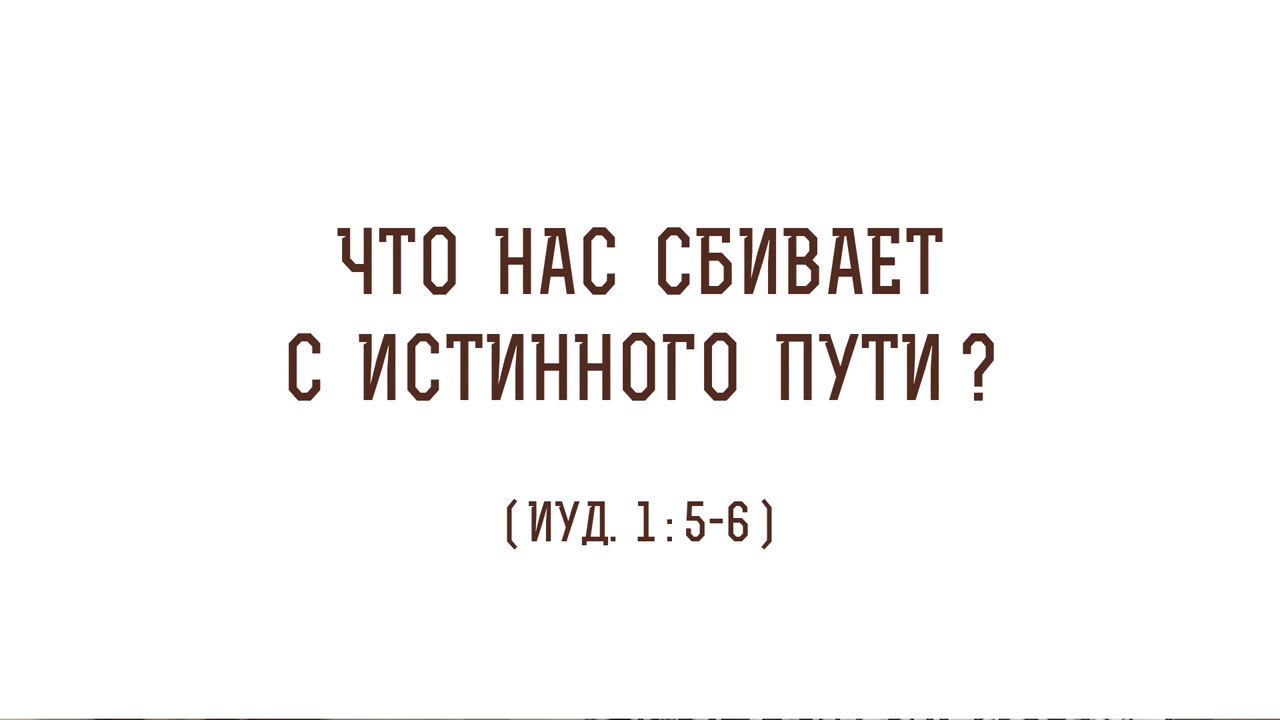 ЧТО НАС СБИВАЕТ
С ИСТИННОГО ПУТИ?
(ИУД. 1:5-6)